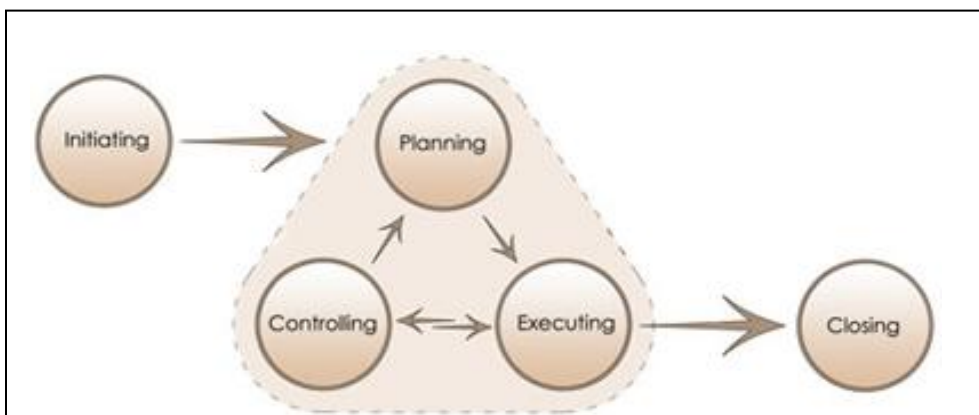 Initiating
Planning
Controlling
Executing
Closing